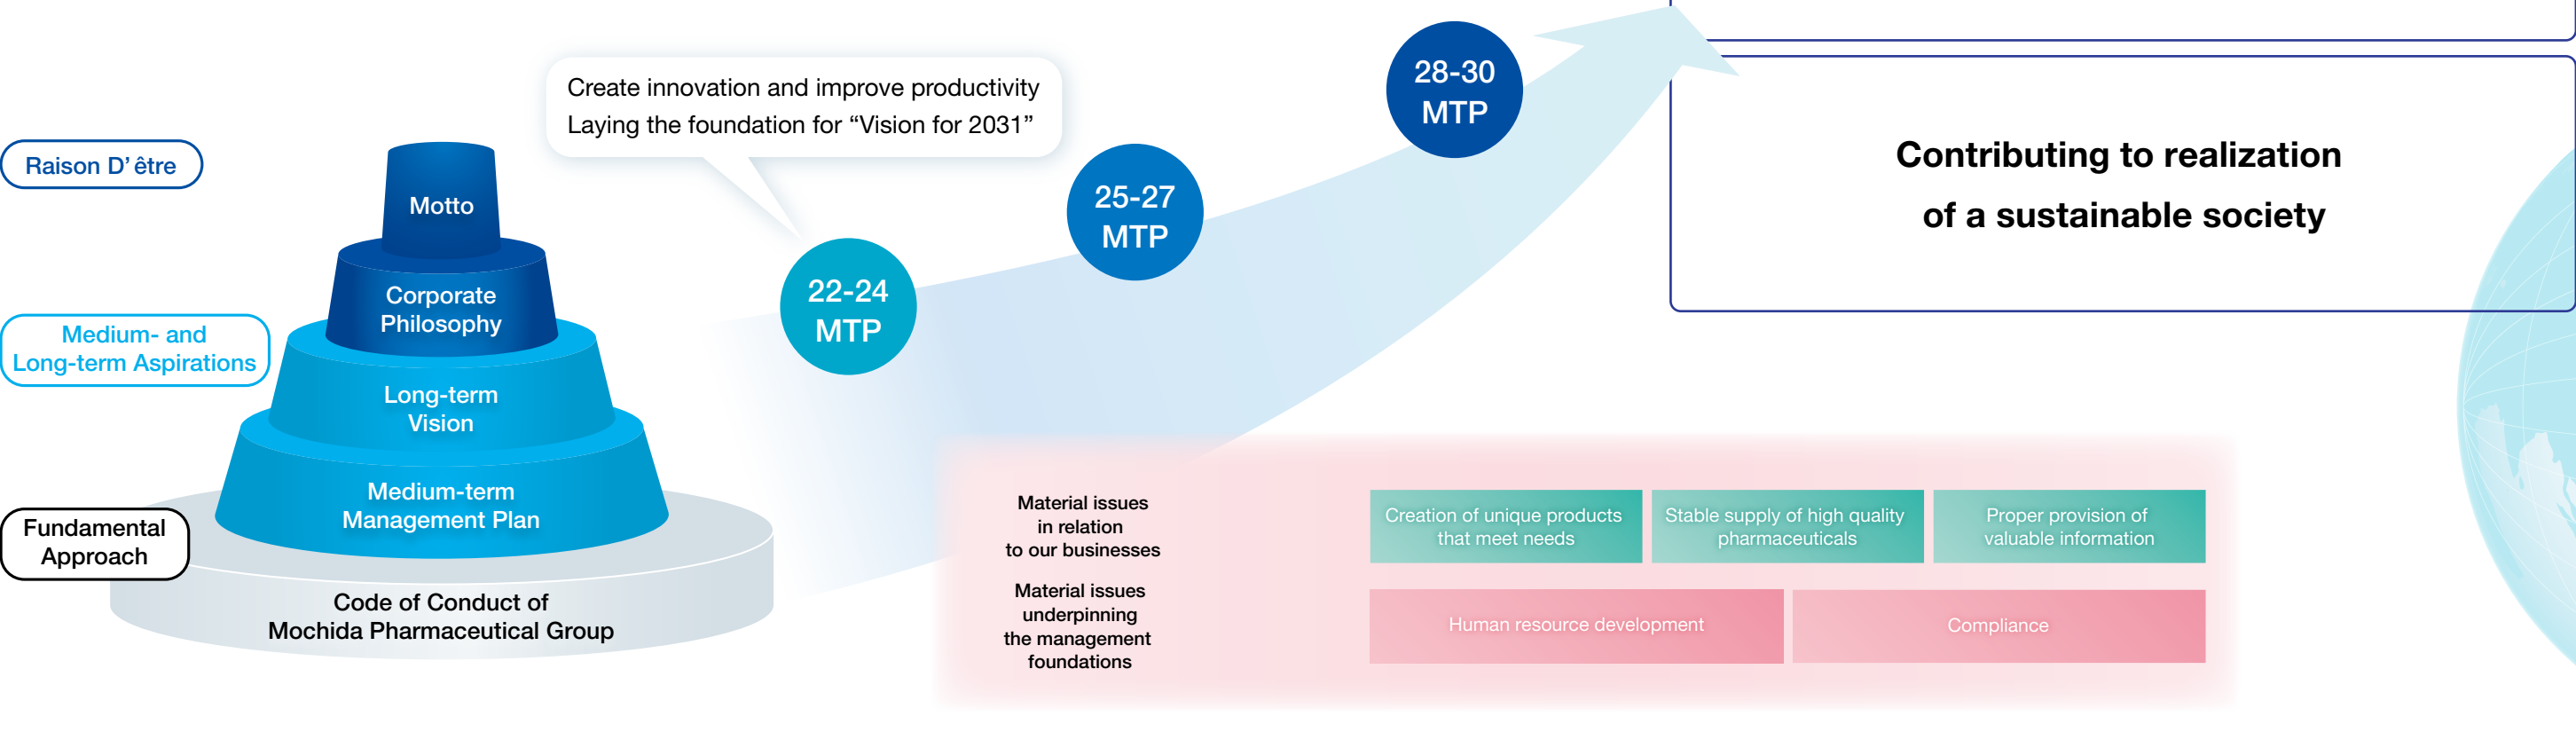 Raison D’ être
Medium- and
Long-term Aspirations
Fundamental
Approach
Motto
Corporate
Philosophy
Long-term
Vision
Medium-term
Management Plan
Code of Conduct of
Mochida Pharmaceutical Group
Create innovation and improve productivity
Laying the foundation for “Vision for 2031”
22-24
MTP
25-27
MTP
28-30
MTP
Contributing to realization
of a sustainable society
Material issues
in relation
to our businesses
Creation of unique products
that meet needs
Stable supply of high quality
pharmaceuticals
Proper provision of
valuable information
Material issues
underpinning
the management
foundations
Human resource development
Compliance